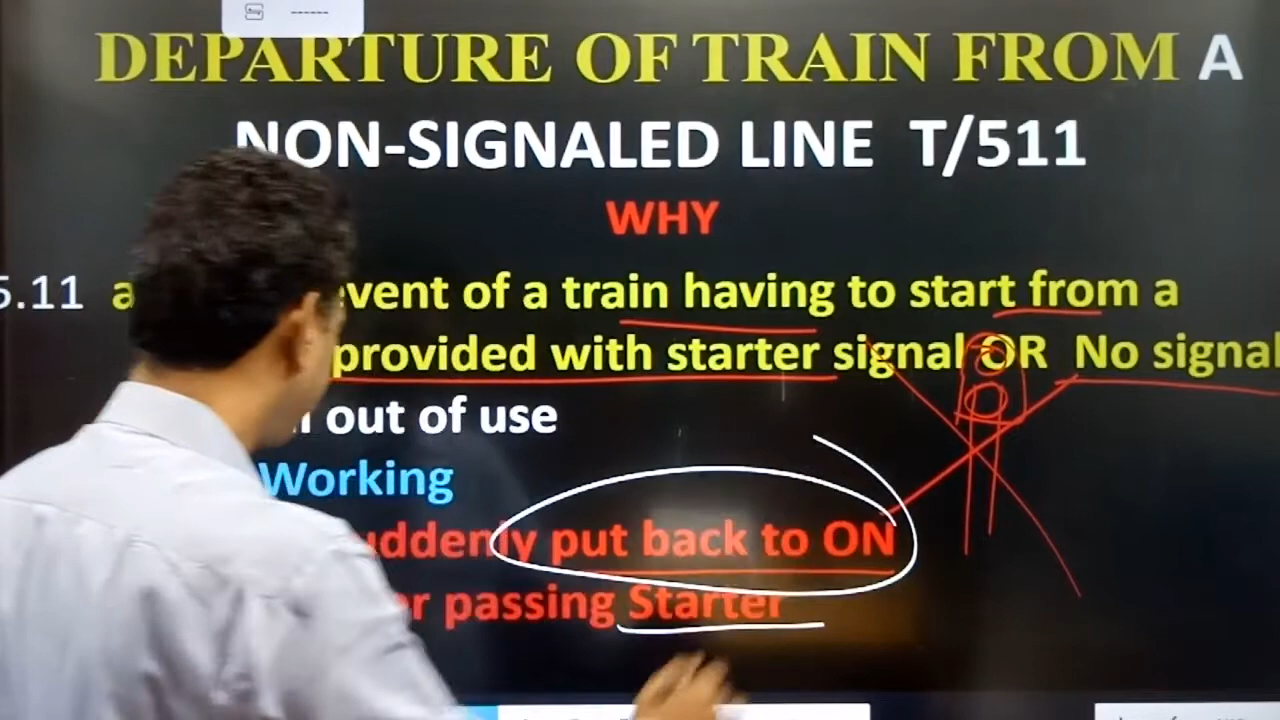 DEPARTURE OF TRAIN FROM A
NON-SIGNALED LINE T/511
WHY
5.11 event of a train having to start from a
provided with starter signal OR No signal
out of use
Working
put back to ON
passing Starter